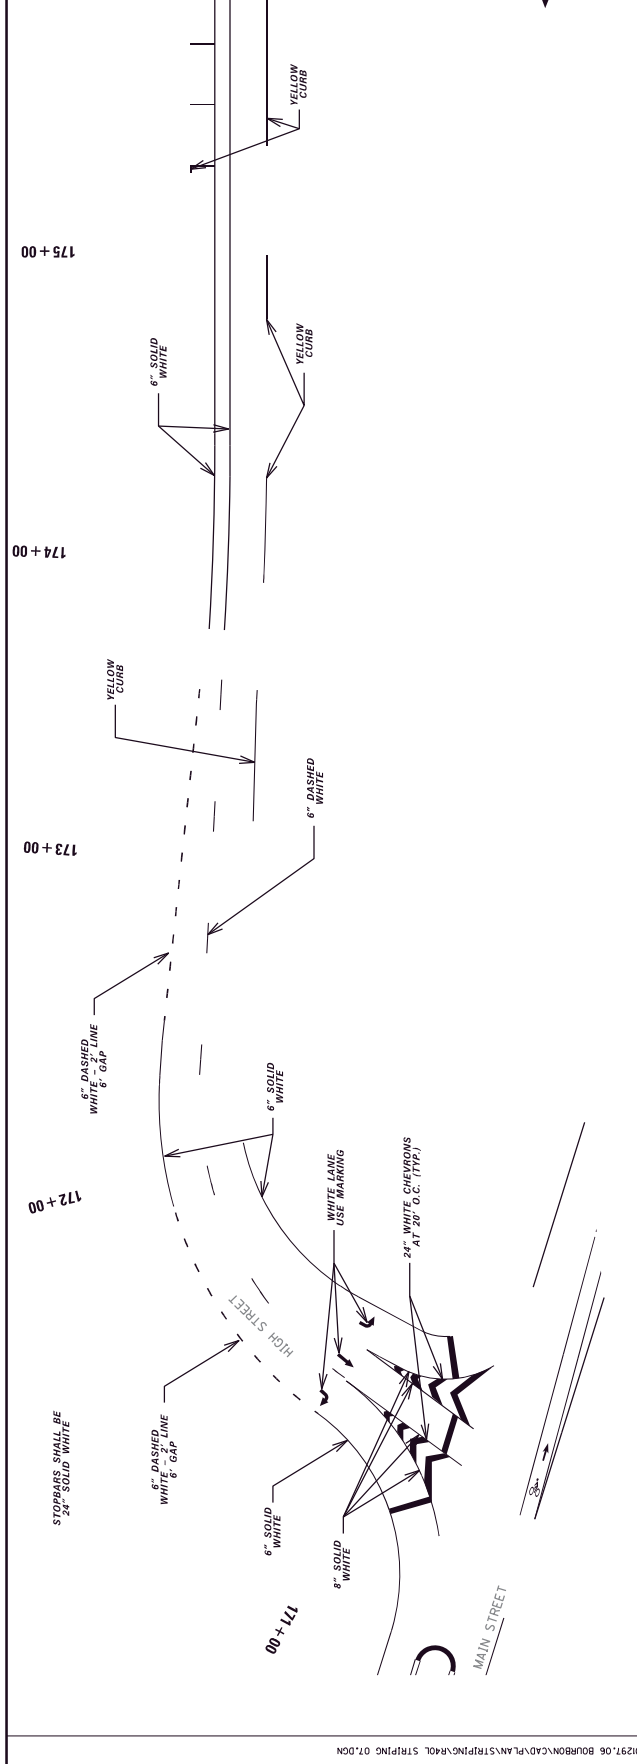 YELLOW
CURB
175+00
6" SOLID
WHITE
YELLOW
CURB
174+00
YELLOW
CURB
6" DASHED
WHITE
173+00
6" DASHED
WHITE - 2' LINE
6' GAP
6" SOLID
WHITE
172+00
WHITE LANE
USE MARKING
24" WHITE CHEVRONS
AT 20' O.C. (TYP.)
HIGH STREET
STOPBARS SHALL BE
24" SOLID WHITE
6" DASHED
WHITE - 2' LINE
6' GAP
6" SOLID
WHITE
8" SOLID
WHITE
171+00
MAIN STREET
297.06 BOURBON\CAD\PLAN\STRIPING\R40L STRIPING 07.DGN